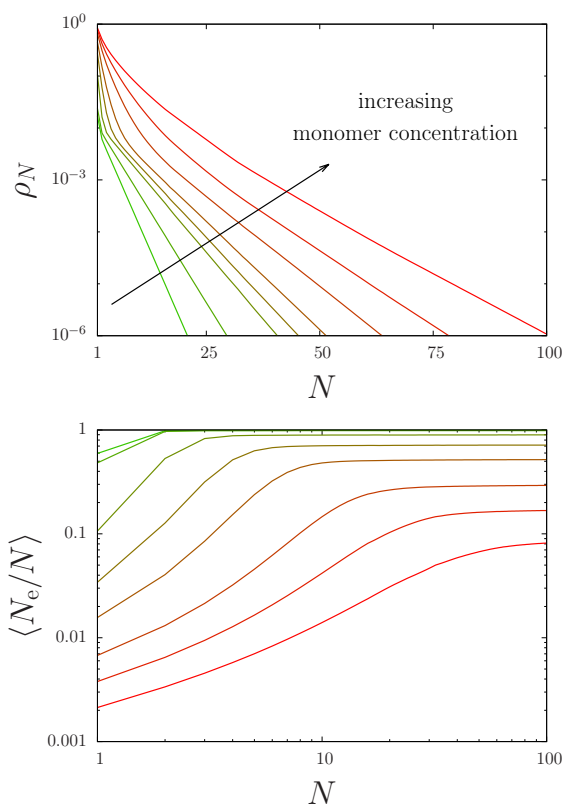 10^0
10^{-3}
10^{-6}
ρ_N
increasing
monomer concentration
1 25 50 75 100
N
1
0.1
0.01
0.001
⟨N_e/N⟩
1 10 100
N